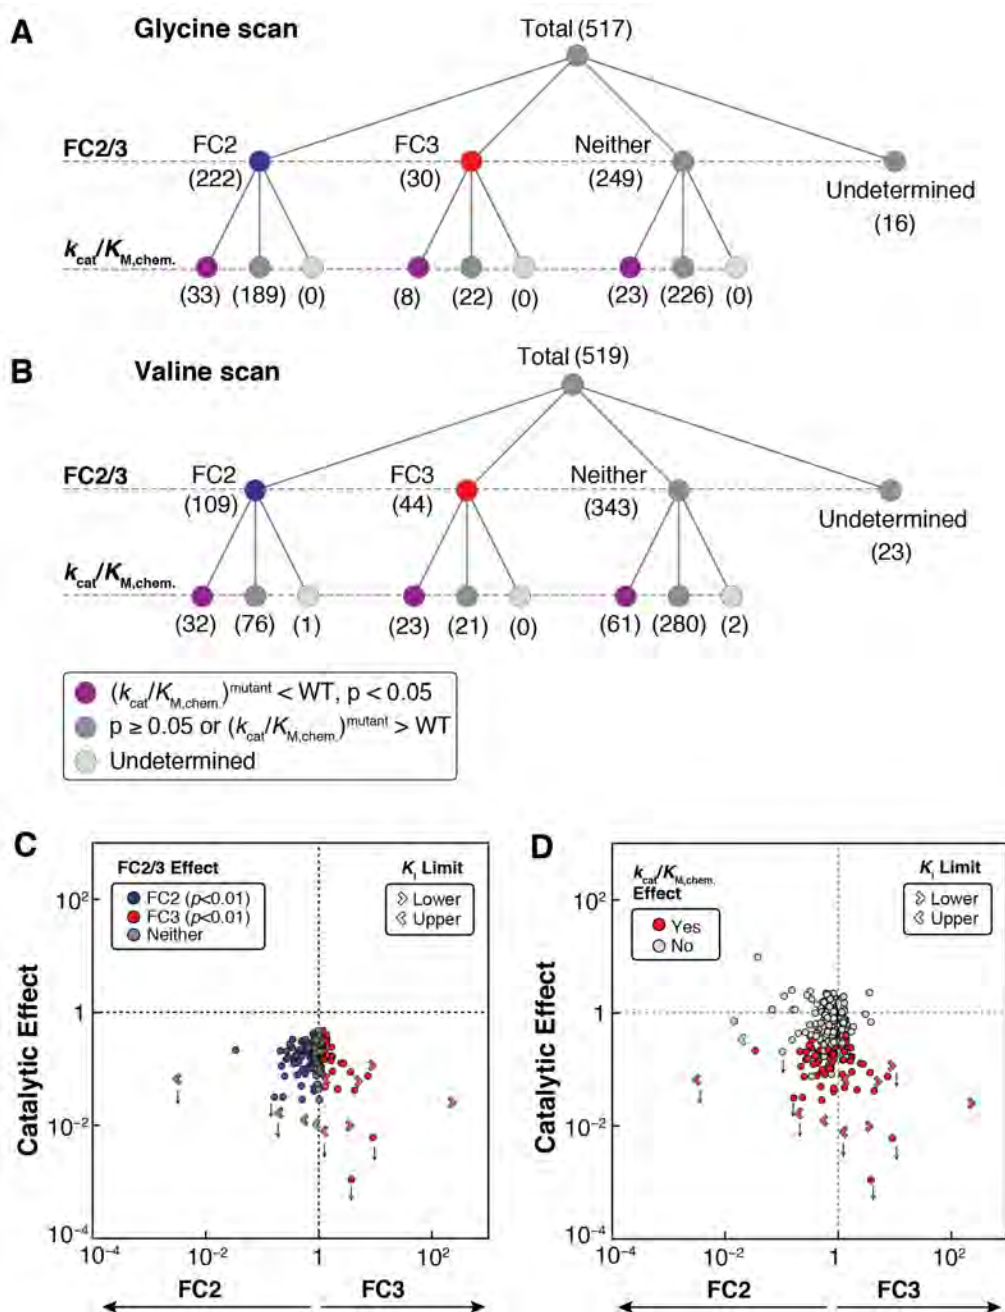 A Glycine scan Total (517)
FC2/3 FC2 FC3 Neither
(222) (30) (249) Undetermined
(16)
kcat/KM,chem.
(33) (189) (0) (8) (22) (0) (23) (226) (0)
B Valine scan Total (519)
FC2/3 FC2 FC3 Neither
(109) (44) (343) Undetermined
(23)
kcat/KM,chem.
(32) (76) (1) (23) (21) (0) (61) (280) (2)
(kcat/KM,chem.)mutant < WT, p < 0.05
p ≥ 0.05 or (kcat/KM,chem.)mutant > WT
Undetermined
C
FC2/3 Effect
FC2 (p<0.01)
FC3 (p<0.01)
Neither
Ki Limit
Lower
Upper
Catalytic Effect
10²
1
10⁻²
10⁻⁴
10⁻⁴ 10⁻² 1 10²
FC2 FC3
D
kcat/KM,chem.
Effect
Yes
No
Ki Limit
Lower
Upper
Catalytic Effect
10²
1
10⁻²
10⁻⁴
10⁻⁴ 10⁻² 1 10²
FC2 FC3